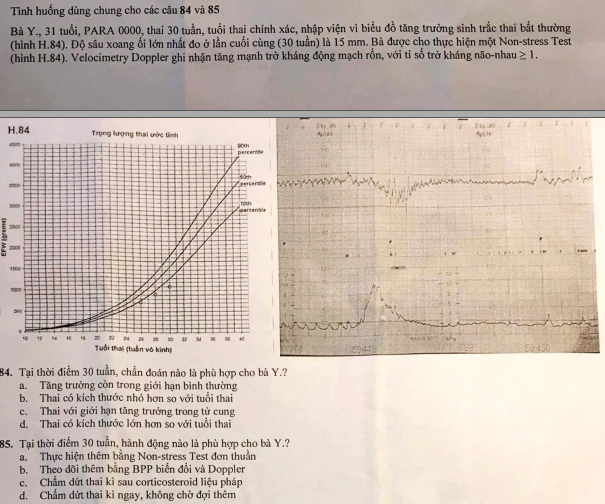 Tình huống dùng chung cho các câu 84 và 85
Bà Y., 31 tuổi, PARA 0000, thai 30 tuần, tuổi thai chính xác, nhập viện vì biểu đồ tăng trưởng sinh trắc thai bất thường
(hình H.84). Độ sâu xoang ối lớn nhất đo ở lần cuối cùng (30 tuần) là 15 mm. Bà được cho thực hiện một Non-stress Test
(hình H.84). Velocimetry Doppler ghi nhận tăng mạnh trở kháng động mạch rốn, với tỉ số trở kháng não-nhau ≥ 1.
H.84
Trọng lượng thai ước tính
90th
percentile
50th
percentile
10th
percentile
EFW (grams)
4500
4000
3500
3000
2500
2000
1500
1000
500
0
10 12 14 16 18 20 22 24 26 28 30 32 34 36 38 40
Tuổi thai (tuần vô kinh)
84. Tại thời điểm 30 tuần, chẩn đoán nào là phù hợp cho bà Y.?
a. Tăng trưởng còn trong giới hạn bình thường
b. Thai có kích thước nhỏ hơn so với tuổi thai
c. Thai với giới hạn tăng trưởng trong tử cung
d. Thai có kích thước lớn hơn so với tuổi thai
85. Tại thời điểm 30 tuần, hành động nào là phù hợp cho bà Y.?
a. Thực hiện thêm bằng Non-stress Test đơn thuần
b. Theo dõi thêm bằng BPP biến đổi và Doppler
c. Chấm dứt thai kì sau corticosteroid liệu pháp
d. Chấm dứt thai kì ngay, không chờ đợi thêm